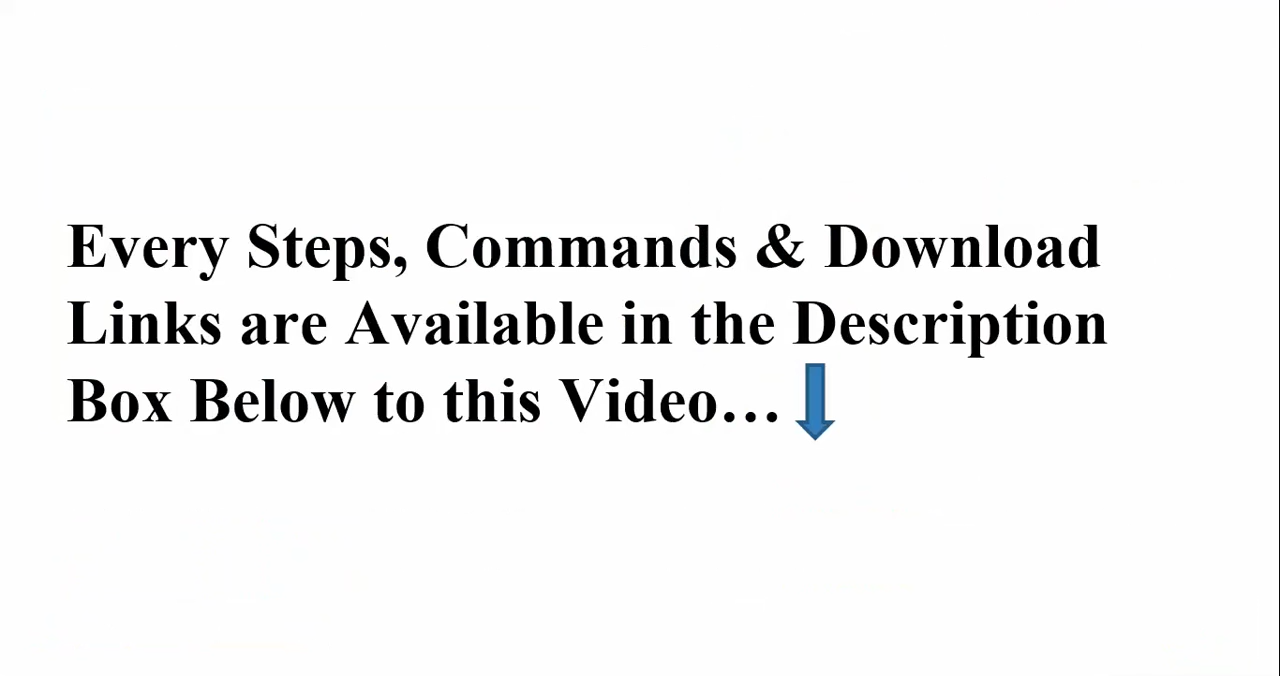 Every Steps, Commands & Download
Links are Available in the Description
Box Below to this Video…